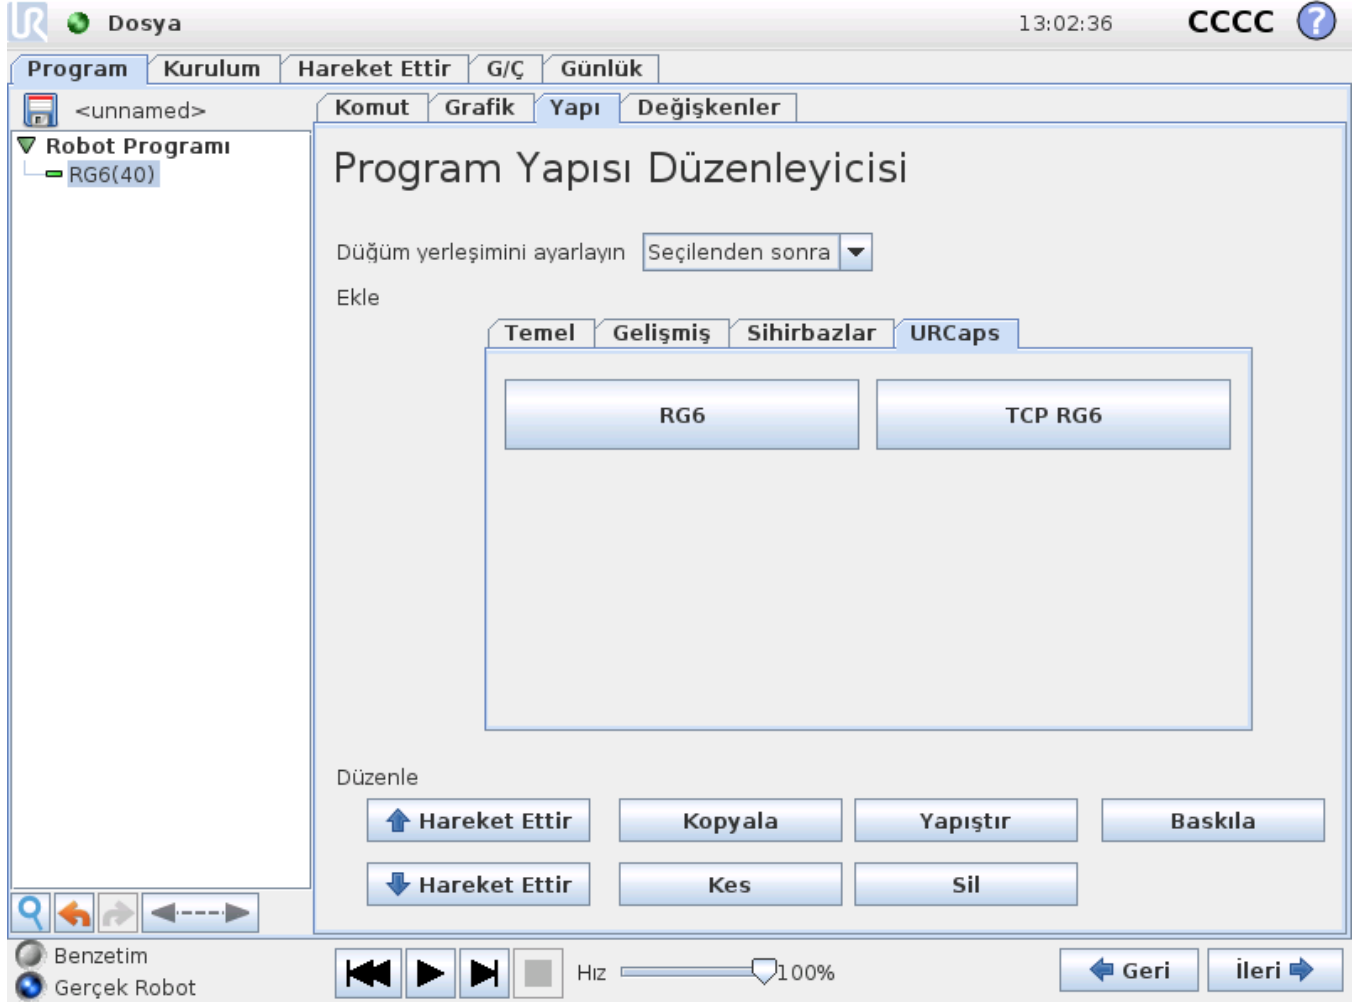 UR Dosya 13:02:36 CCCC ?
Program Kurulum Hareket Ettir G/Ç Günlük
<unnamed>
Komut Grafik Yapı Değişkenler
Robot Programı
RG6(40)
Program Yapısı Düzenleyicisi
Düğüm yerleşimini ayarlayın Seçilenden sonra
Ekle
Temel Gelişmiş Sihirbazlar URCaps
RG6 TCP RG6
Düzenle
Hareket Ettir Kopyala Yapıştır Baskıla
Hareket Ettir Kes Sil
Benzetim
Gerçek Robot
Hız 100%
Geri İleri